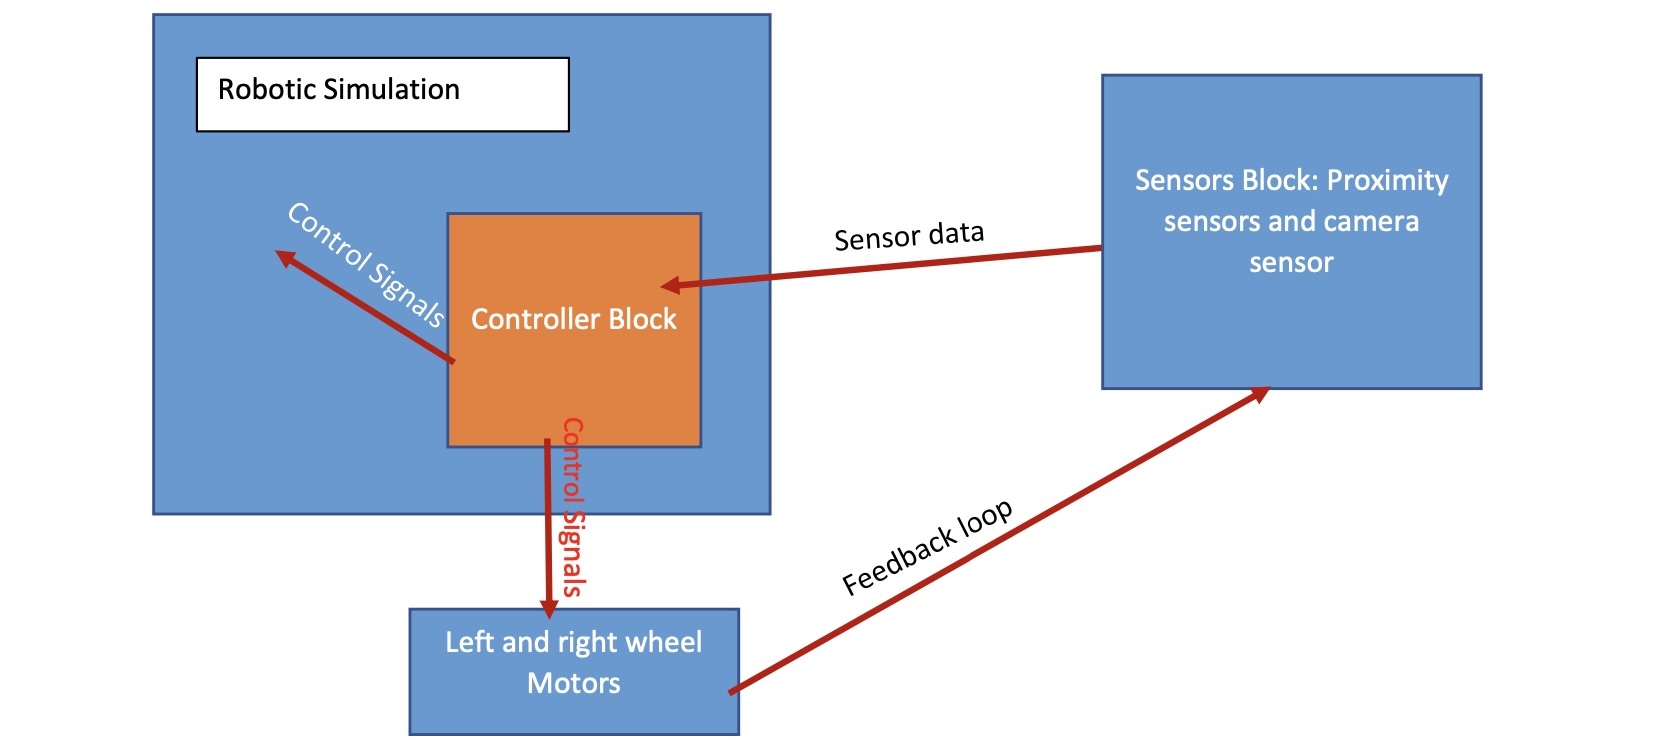 Robotic Simulation
Control Signals
Controller Block
Sensor data
Sensors Block: Proximity
sensors and camera
sensor
Control Signals
Feedback loop
Left and right wheel
Motors